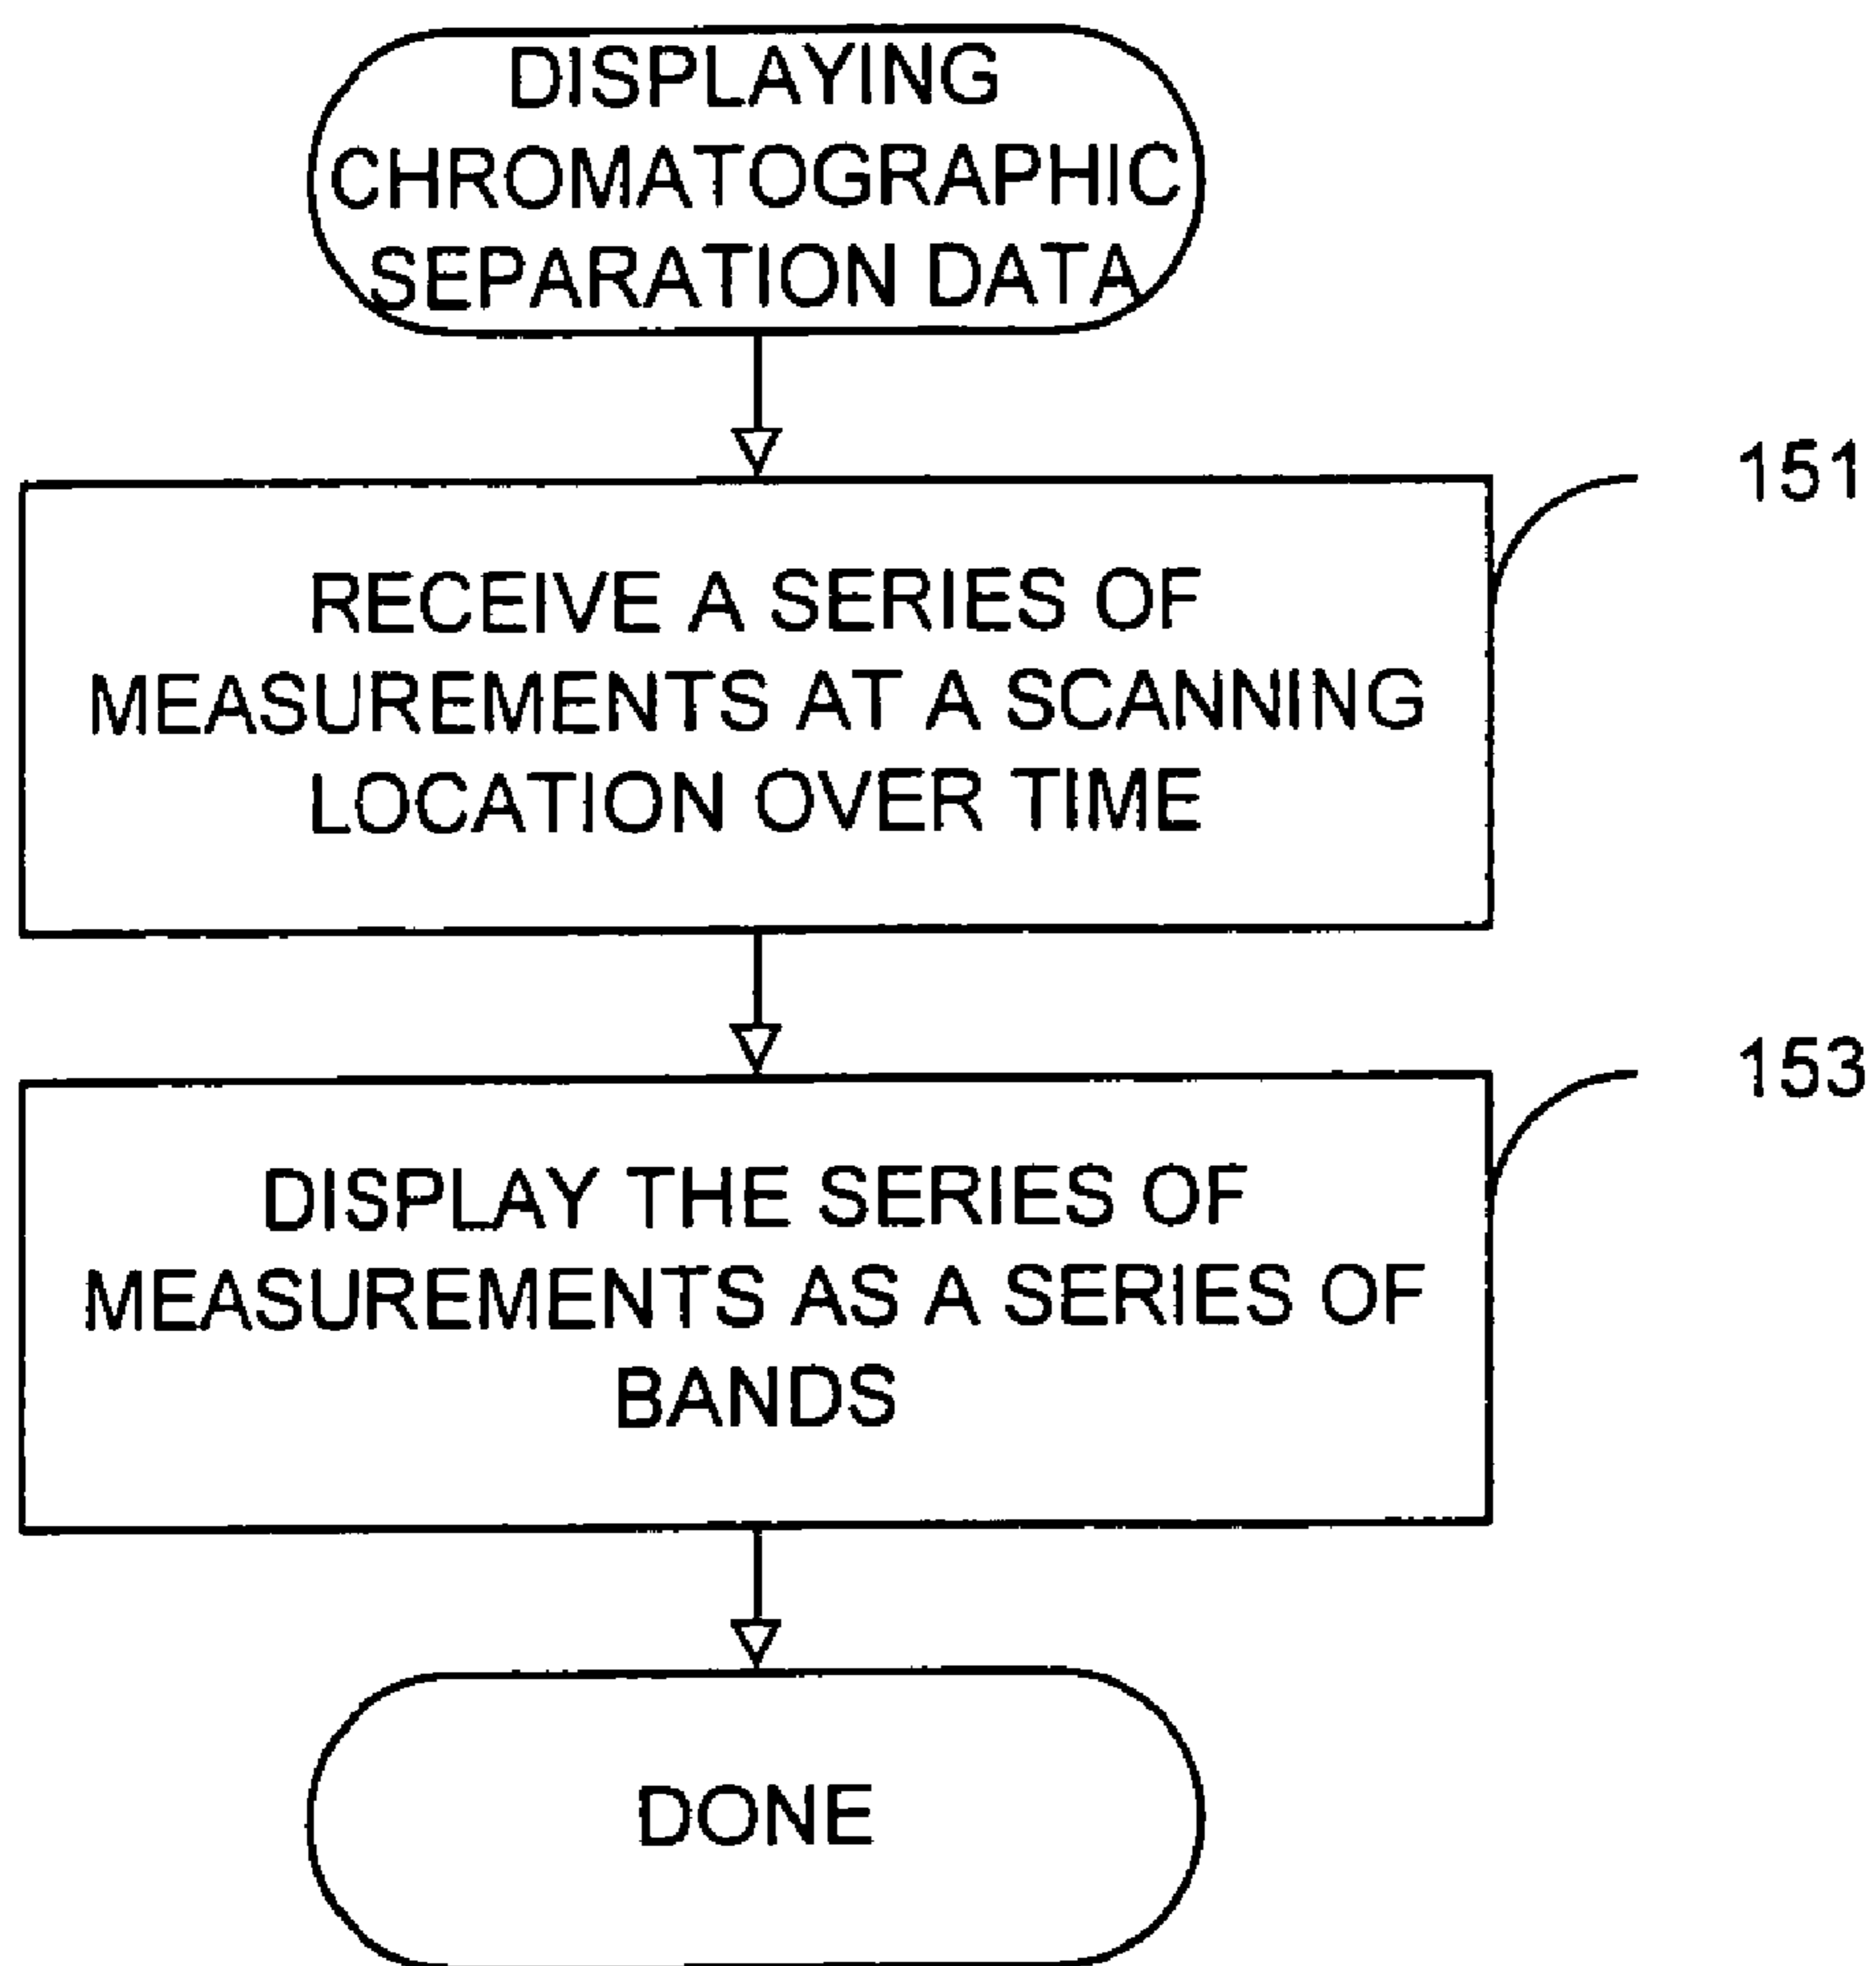 DISPLAYING
CHROMATOGRAPHIC
SEPARATION DATA
151
RECEIVE A SERIES OF
MEASUREMENTS AT A SCANNING
LOCATION OVER TIME
153
DISPLAY THE SERIES OF
MEASUREMENTS AS A SERIES OF
BANDS
DONE